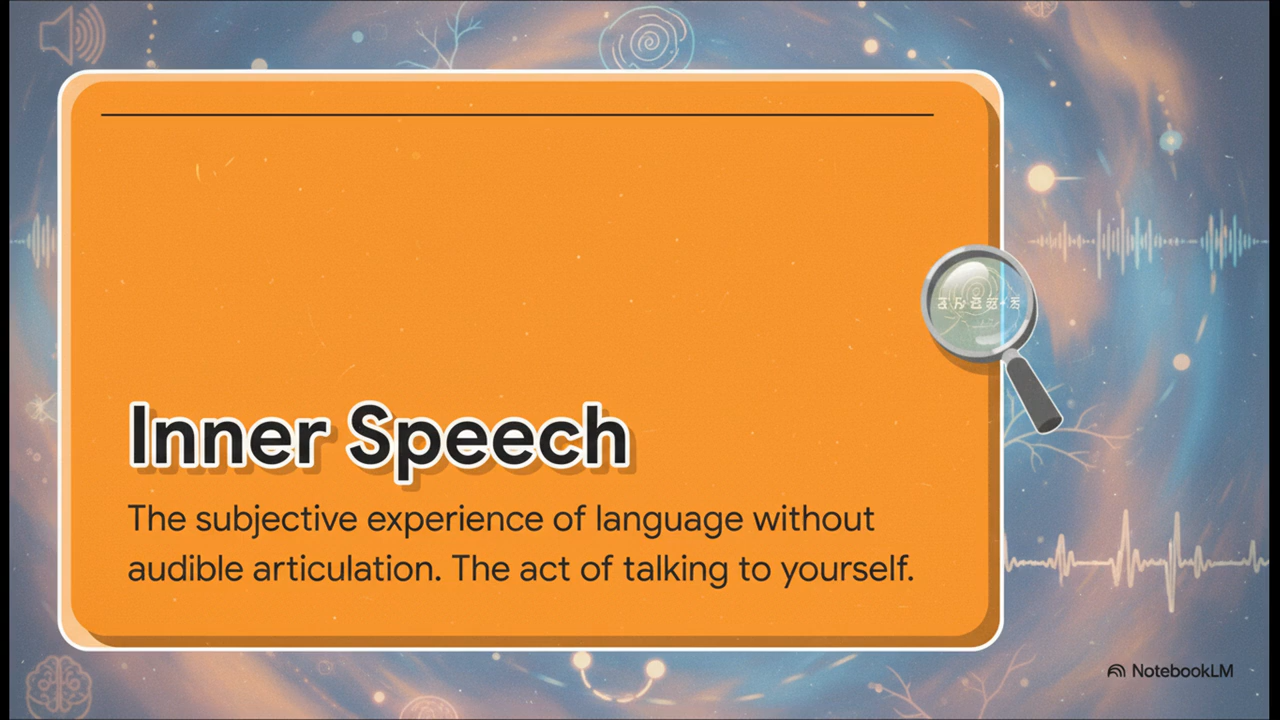 Inner Speech
The subjective experience of language without
audible articulation. The act of talking to yourself.
NotebookLM